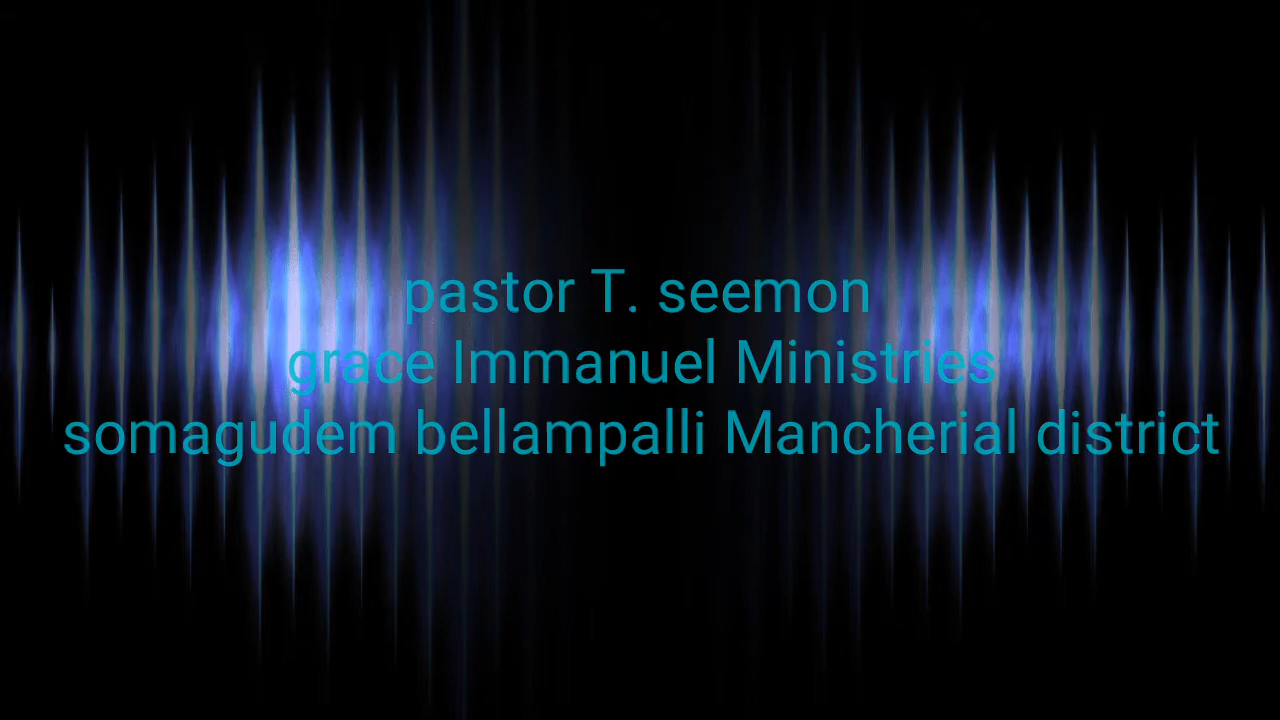 pastor T. seemon
grace Immanuel Ministries
somagudem bellampalli Mancherial district